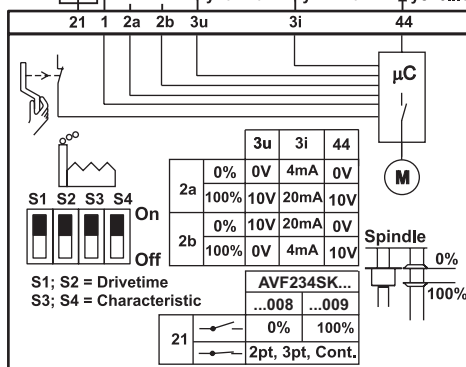 21 1 2a 2b 3u 3i 44
µC
M
3u 3i 44
2a 0% 0V 4mA 0V
100% 10V 20mA 10V
2b 0% 10V 20mA 0V
100% 0V 4mA 10V
S1 S2 S3 S4
On
Off
S1; S2 = Drivetime
S3; S4 = Characteristic
Spindle
0%
100%
AVF234SK...
...008 ...009
21 0% 100%
2pt, 3pt, Cont.